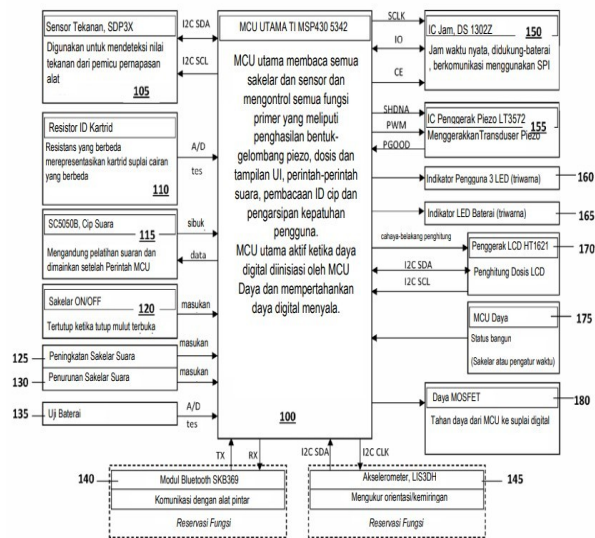 Sensor Tekanan, SDP3X
Digunakan untuk mendeteksi nilai
tekanan dari pemicu pernapasan
alat
105
I2C SDA
I2C SCL
Resistor ID Kartrid
Resistans yang berbeda
merepresentasikan kartrid suplai cairan
yang berbeda
110
A/D
tes
SC5050B, Cip Suara
115
Mengandung pelatihan suaran dan
dimainkan setelah Perintah MCU
sibuk
data
Sakelar ON/OFF
120
Tertutup ketika tutup mulut terbuka
masukan
125
Peningkatan Sakelar Suara
masukan
130
Penurunan Sakelar Suara
masukan
135
Uji Baterai
A/D
tes
MCU UTAMA TI MSP430 5342
MCU utama membaca semua
sakelar dan sensor dan
mengontrol semua fungsi
primer yang meliputi
penghasilan bentuk-
gelombang piezo, dosis dan
tampilan UI, perintah-perintah
suara, pembacaan ID cip dan
pengarsipan kepatuhan
pengguna.
MCU utama aktif ketika daya
digital diinisiasi oleh MCU
Daya dan mempertahankan
daya digital menyala.
100
SCLK
IO
CE
IC Jam, DS 1302Z
150
Jam waktu nyata, didukung-baterai
, berkomunikasi menggunakan SPI
SHDNA
PWM
PGOOD
IC Penggerak Piezo LT3572
155
MenggerakkanTransduser Piezo
Indikator Pengguna 3 LED (triwarna)
160
Indikator LED Baterai (triwarna)
165
cahaya-belakang penghitung
I2C SDA
I2C SCL
Penggerak LCD HT1621
170
Penghitung Dosis LCD
MCU Daya
175
Status bangun
(Sakelar atau pengatur waktu)
Daya MOSFET
180
Tahan daya dari MCU ke suplai digital
TX
RX
I2C SDA
I2C CLK
140
Modul Bluetooth SKB369
Komunikasi dengan alat pintar
Reservasi Fungsi
Akselerometer, LIS3DH
145
Mengukur orientasi/kemiringan
Reservasi Fungsi